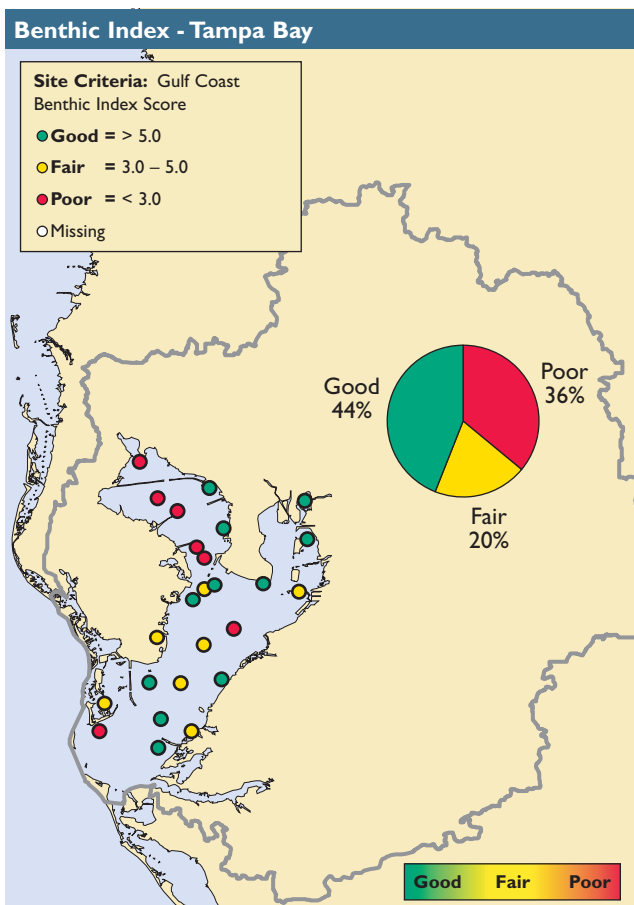 Benthic Index - Tampa Bay
Site Criteria: Gulf Coast
Benthic Index Score
Good = > 5.0
Fair = 3.0 – 5.0
Poor = < 3.0
Missing
Good
44%
Poor
36%
Fair
20%
Good Fair Poor